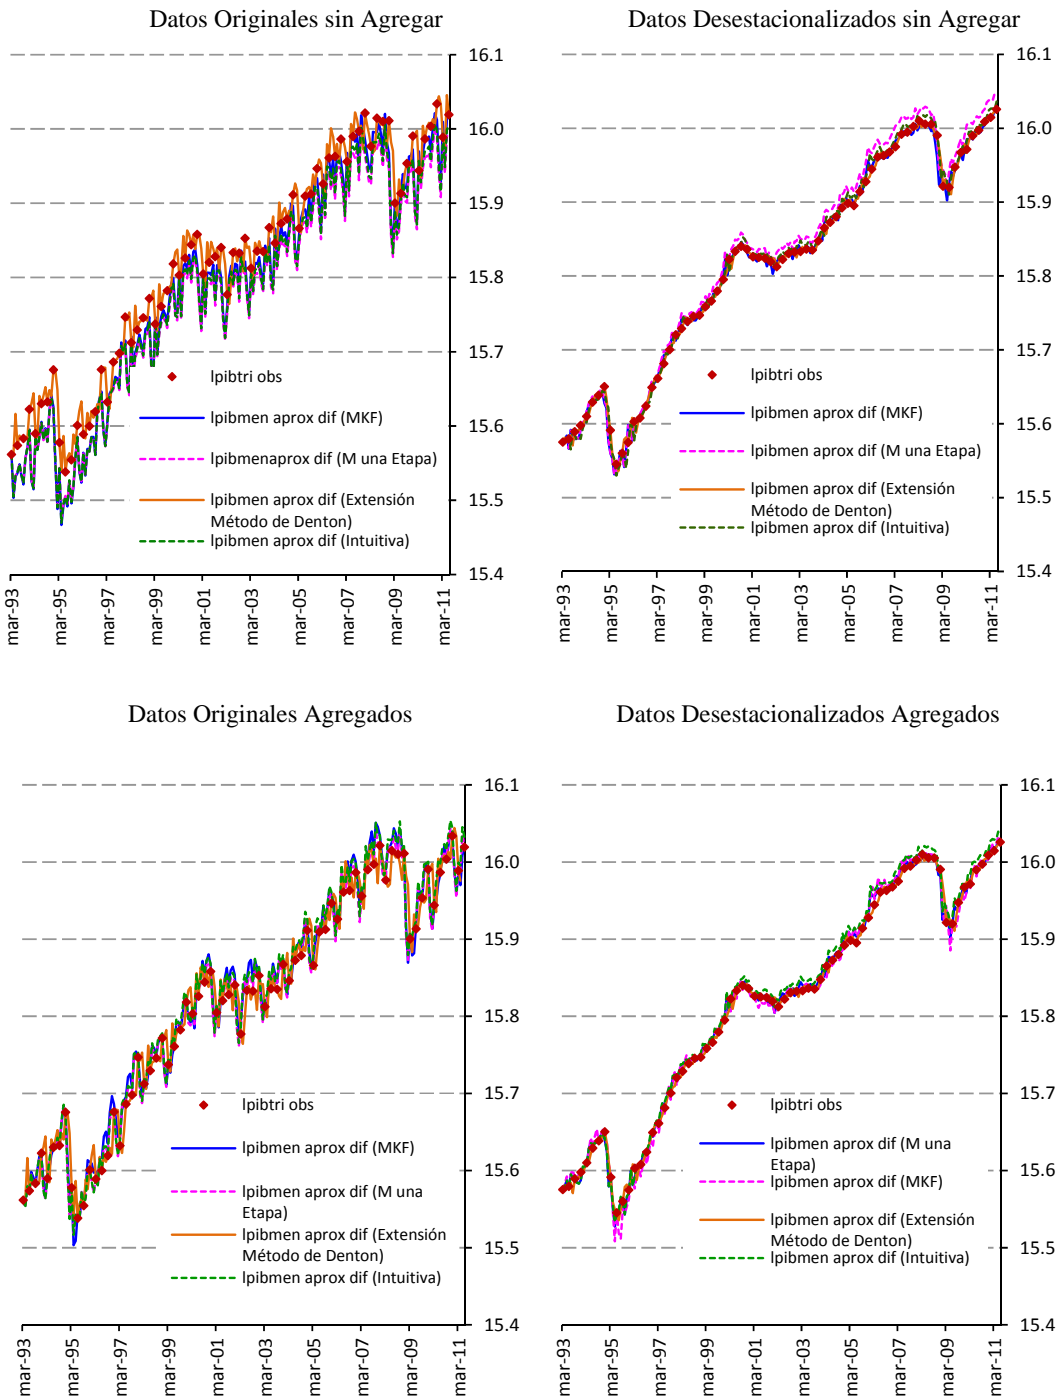 Datos Originales sin Agregar
16.1
16.0
15.9
15.8
15.7
15.6
15.5
15.4
lpibtri obs
lpibmen aprox dif (MKF)
lpibmenaprox dif (M una Etapa)
lpibmen aprox dif (Extensión
Método de Denton)
lpibmen aprox dif (Intuitiva)
mar-93
mar-95
mar-97
mar-99
mar-01
mar-03
mar-05
mar-07
mar-09
mar-11
Datos Desestacionalizados sin Agregar
16.1
16.0
15.9
15.8
15.7
15.6
15.5
15.4
lpibtri obs
lpibmen aprox dif (MKF)
lpibmen aprox dif (M una Etapa)
lpibmen aprox dif (Extensión
Método de Denton)
lpibmen aprox dif (Intuitiva)
mar-93
mar-95
mar-97
mar-99
mar-01
mar-03
mar-05
mar-07
mar-09
mar-11
Datos Originales Agregados
16.1
16.0
15.9
15.8
15.7
15.6
15.5
15.4
lpibtri obs
lpibmen aprox dif (MKF)
lpibmen aprox dif (M una
Etapa)
lpibmen aprox dif (Extensión
Método de Denton)
lpibmen aprox dif (Intuitiva)
mar-93
mar-95
mar-97
mar-99
mar-01
mar-03
mar-05
mar-07
mar-09
mar-11
Datos Desestacionalizados Agregados
16.1
16.0
15.9
15.8
15.7
15.6
15.5
15.4
lpibtri obs
lpibmen aprox dif (M una
Etapa)
lpibmen aprox dif (MKF)
lpibmen aprox dif (Extensión
Método de Denton)
lpibmen aprox dif (Intuitiva)
mar-93
mar-95
mar-97
mar-99
mar-01
mar-03
mar-05
mar-07
mar-09
mar-11